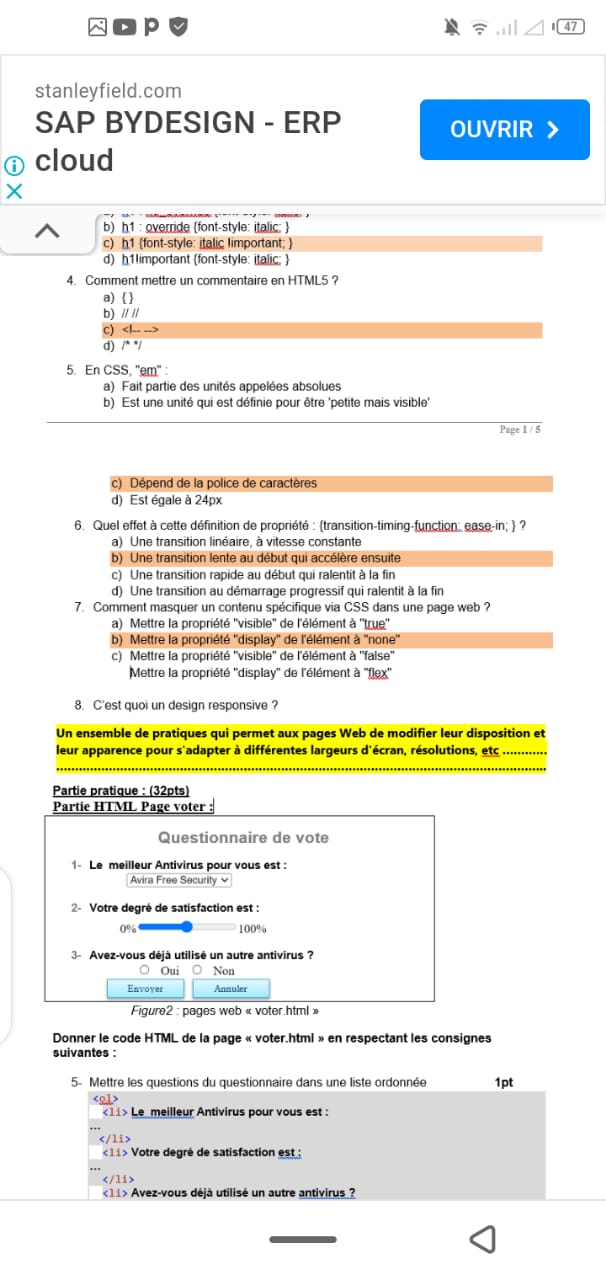 47
stanleyfield.com
SAP BYDESIGN - ERP
cloud
OUVRIR
b) h1 : override {font-style: italic; }
c) h1 {font-style: italic !important; }
d) h1!important {font-style: italic; }
4. Comment mettre un commentaire en HTML5 ?
a) { }
b) // //
c) <!-- -->
d) /* */
5. En CSS, "em" :
a) Fait partie des unités appelées absolues
b) Est une unité qui est définie pour être 'petite mais visible'
Page 1 / 5
c) Dépend de la police de caractères
d) Est égale à 24px
6. Quel effet à cette définition de propriété : {transition-timing-function: ease-in; } ?
a) Une transition linéaire, à vitesse constante
b) Une transition lente au début qui accélère ensuite
c) Une transition rapide au début qui ralentit à la fin
d) Une transition au démarrage progressif qui ralentit à la fin
7. Comment masquer un contenu spécifique via CSS dans une page web ?
a) Mettre la propriété "visible" de l'élément à "true"
b) Mettre la propriété "display" de l'élément à "none"
c) Mettre la propriété "visible" de l'élément à "false"
Mettre la propriété "display" de l'élément à "flex"
8. C'est quoi un design responsive ?
Un ensemble de pratiques qui permet aux pages Web de modifier leur disposition et
leur apparence pour s'adapter à différentes largeurs d'écran, résolutions, etc ............
Partie pratique : (32pts)
Partie HTML Page voter :
Questionnaire de vote
1- Le meilleur Antivirus pour vous est :
Avira Free Security
2- Votre degré de satisfaction est :
0% 100%
3- Avez-vous déjà utilisé un autre antivirus ?
Oui Non
Envoyer Annuler
Figure2 : pages web « voter.html »
Donner le code HTML de la page « voter.html » en respectant les consignes
suivantes :
5- Mettre les questions du questionnaire dans une liste ordonnée 1pt
<ol>
<li> Le meilleur Antivirus pour vous est :
...
</li>
<li> Votre degré de satisfaction est :
...
</li>
<li> Avez-vous déjà utilisé un autre antivirus ?